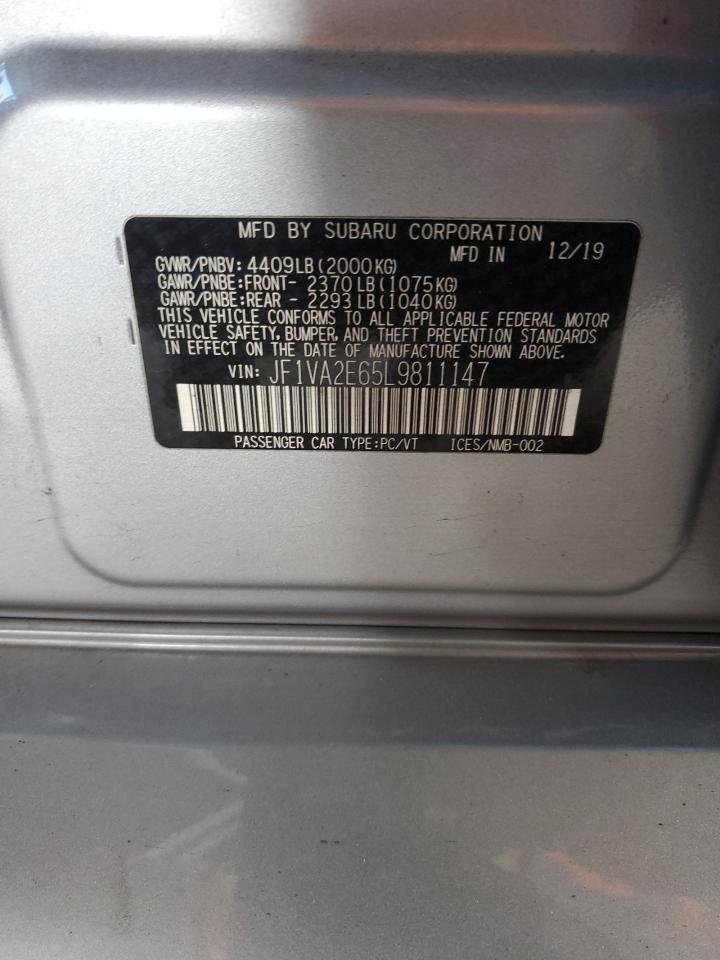 MFD BY SUBARU CORPORATION
MFD IN 12/19
GVWR/PNBV: 4409LB(2000KG)
GAWR/PNBE:FRONT- 2370LB(1075KG)
GAWR/PNBE:REAR - 2293LB(1040KG)
THIS VEHICLE CONFORMS TO ALL APPLICABLE FEDERAL MOTOR
VEHICLE SAFETY, BUMPER, AND THEFT PREVENTION STANDARDS
IN EFFECT ON THE DATE OF MANUFACTURE SHOWN ABOVE.
VIN: JF1VA2E65L9811147
PASSENGER CAR TYPE:PC/VT ICES/NMB-002